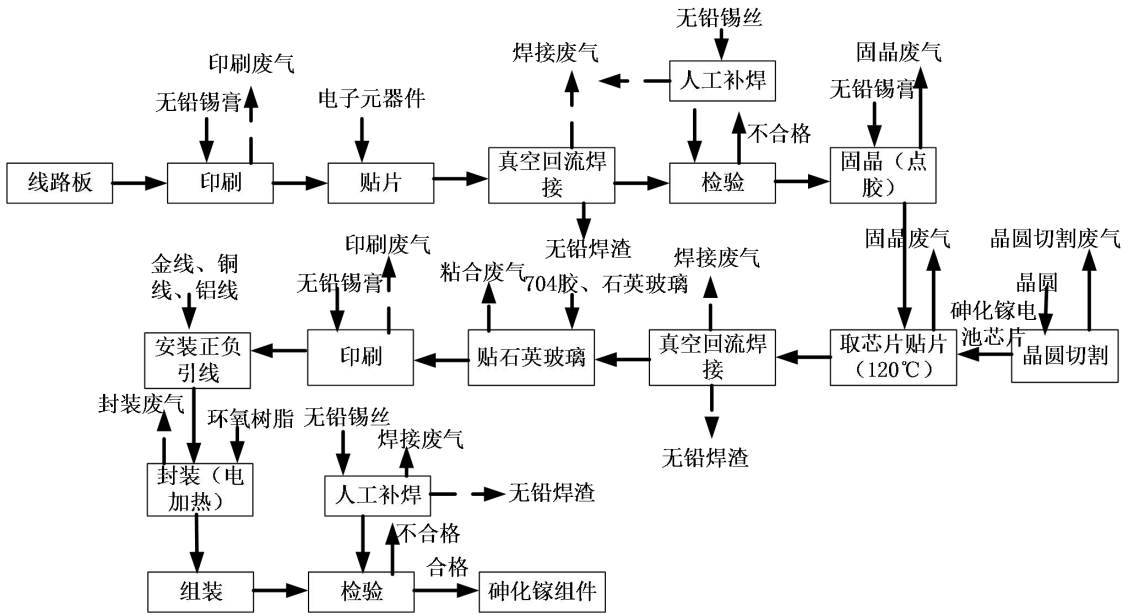 无铅锡丝
焊接废气
固晶废气
印刷废气
人工补焊
无铅锡膏
电子元器件
无铅锡膏
不合格
线路板
印刷
贴片
真空回流焊
接
检验
固晶（点
胶）
无铅焊渣
印刷废气
固晶废气
晶圆切割废气
焊接废气
金线、铜
线、铝线
粘合废气
704胶、石英玻璃
无铅锡膏
晶圆
砷化镓电
池芯片
安装正负
引线
印刷
贴石英玻璃
真空回流焊
接
取芯片贴片
（120℃）
晶圆切割
封装废气
环氧树脂
无铅锡丝
焊接废气
无铅焊渣
封装（电
加热）
人工补焊
无铅焊渣
不合格
合格
组装
检验
砷化镓组件